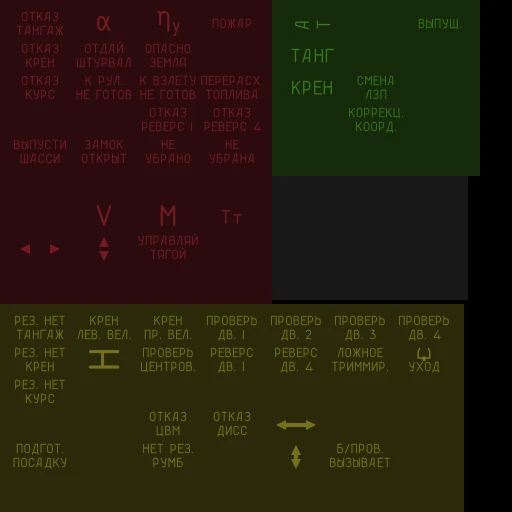 ОТКАЗ
ТАНГАЖ
α
ηу
ПОЖАР
ОТКАЗ
КРЕН
ОТДАЙ
ШТУРВАЛ
ОПАСНО
ЗЕМЛЯ
ОТКАЗ
КУРС
К РУЛ.
НЕ ГОТОВ
К ВЗЛЕТУ
НЕ ГОТОВ
ПЕРЕРАСХ.
ТОПЛИВА
ОТКАЗ
РЕВЕРС 1
ОТКАЗ
РЕВЕРС 4
ВЫПУСТИ
ШАССИ
ЗАМОК
ОТКРЫТ
НЕ
УБРАНО
НЕ
УБРАНА
V
М
Тт
УПРАВЛЯЙ
ТЯГОЙ
АТ
ВЫПУЩ.
ТАНГ
КРЕН
СМЕНА
ЛЗП
КОРРЕКЦ.
КООРД.
РЕЗ. НЕТ
ТАНГАЖ
КРЕН
ЛЕВ. ВЕЛ.
КРЕН
ПР. ВЕЛ.
ПРОВЕРЬ
ДВ. 1
ПРОВЕРЬ
ДВ. 2
ПРОВЕРЬ
ДВ. 3
ПРОВЕРЬ
ДВ. 4
РЕЗ. НЕТ
КРЕН
ПРОВЕРЬ
ЦЕНТРОВ.
РЕВЕРС
ДВ. 1
РЕВЕРС
ДВ. 4
ЛОЖНОЕ
ТРИММИР.
УХОД
РЕЗ. НЕТ
КУРС
ОТКАЗ
ЦВМ
ОТКАЗ
ДИСС
ПОДГОТ.
ПОСАДКУ
НЕТ РЕЗ.
РУМБ
Б/ПРОВ.
ВЫЗЫВАЕТ